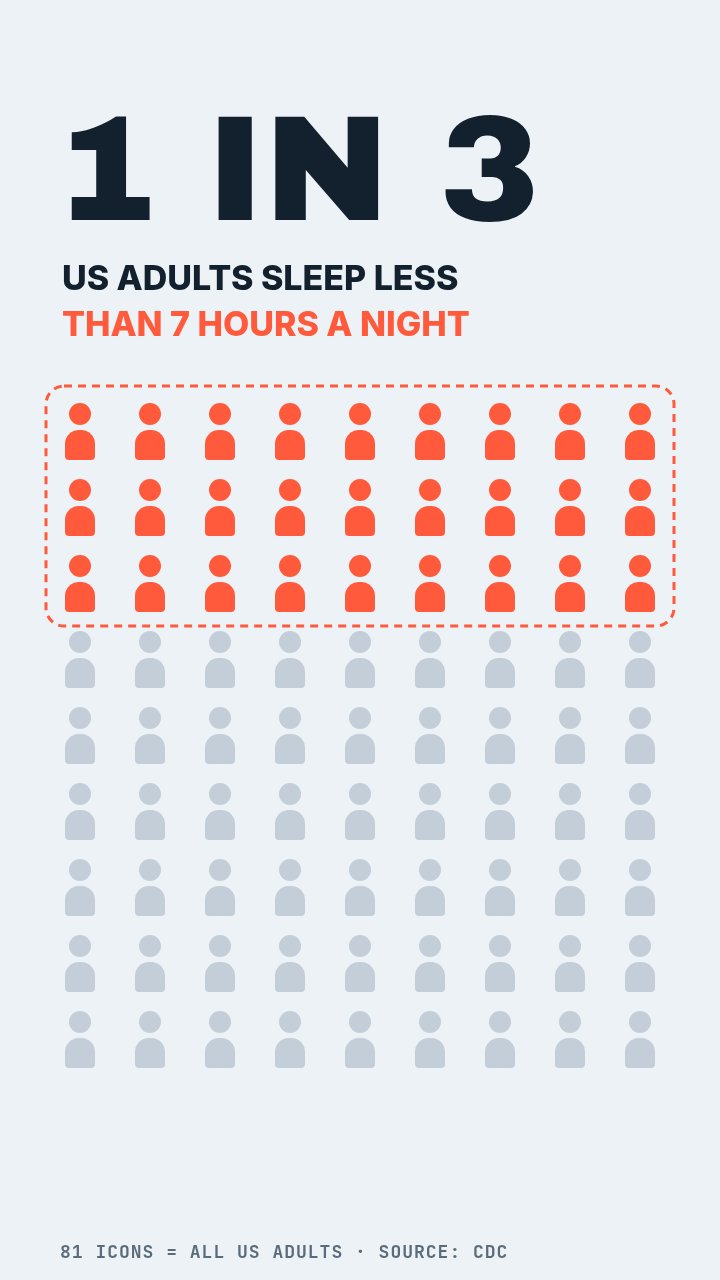 1 IN 3
US ADULTS SLEEP LESS
THAN 7 HOURS A NIGHT
81 ICONS = ALL US ADULTS · SOURCE: CDC